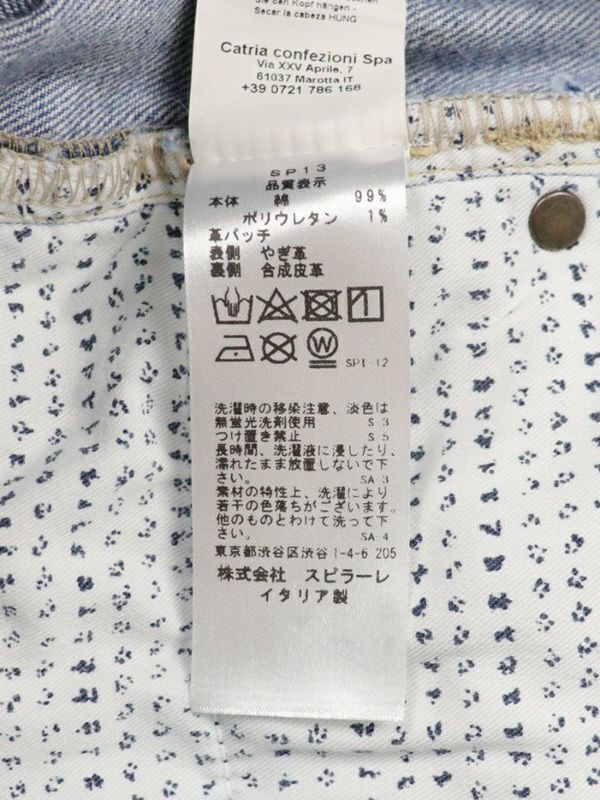 Sie den Kopf hängen -
Secar la cabeza HUNG
Catria confezioni Spa
Via XXV Aprile, 7
61037 Marotta IT
+39 0721 786 168
SP13
品質表示
本体 綿 99%
ポリウレタン 1%
革パッチ
表側 やぎ革
裏側 合成皮革
W
SP1-12
洗濯時の移染注意、淡色は
無蛍光洗剤使用 S-3
つけ置き禁止 S-5
長時間、洗濯液に浸したり、
濡れたまま放置しないで下
さい。 SA-3
素材の特性上、洗濯により
若干の色落ちがございます。
他のものとわけて洗って下
さい。 SA-4
東京都渋谷区渋谷 1-4-6 205
株式会社 スピラーレ
イタリア製